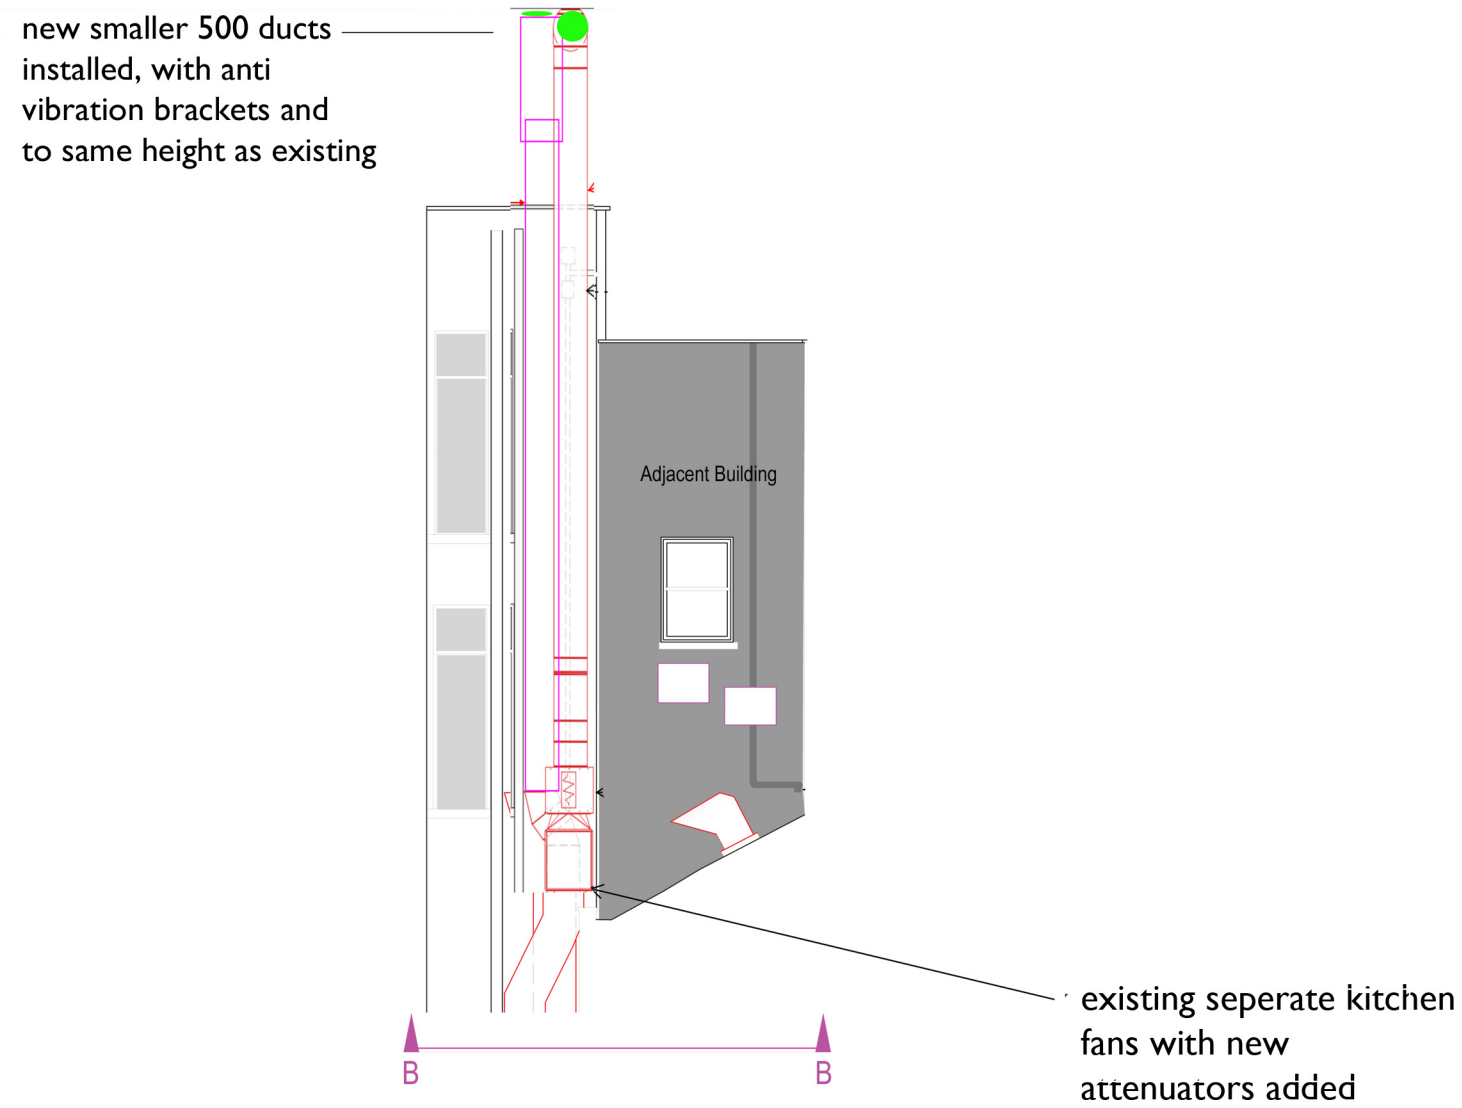 new smaller 500 ducts
installed, with anti
vibration brackets and
to same height as existing
Adjacent Building
existing seperate kitchen
fans with new
attenuators added
B B